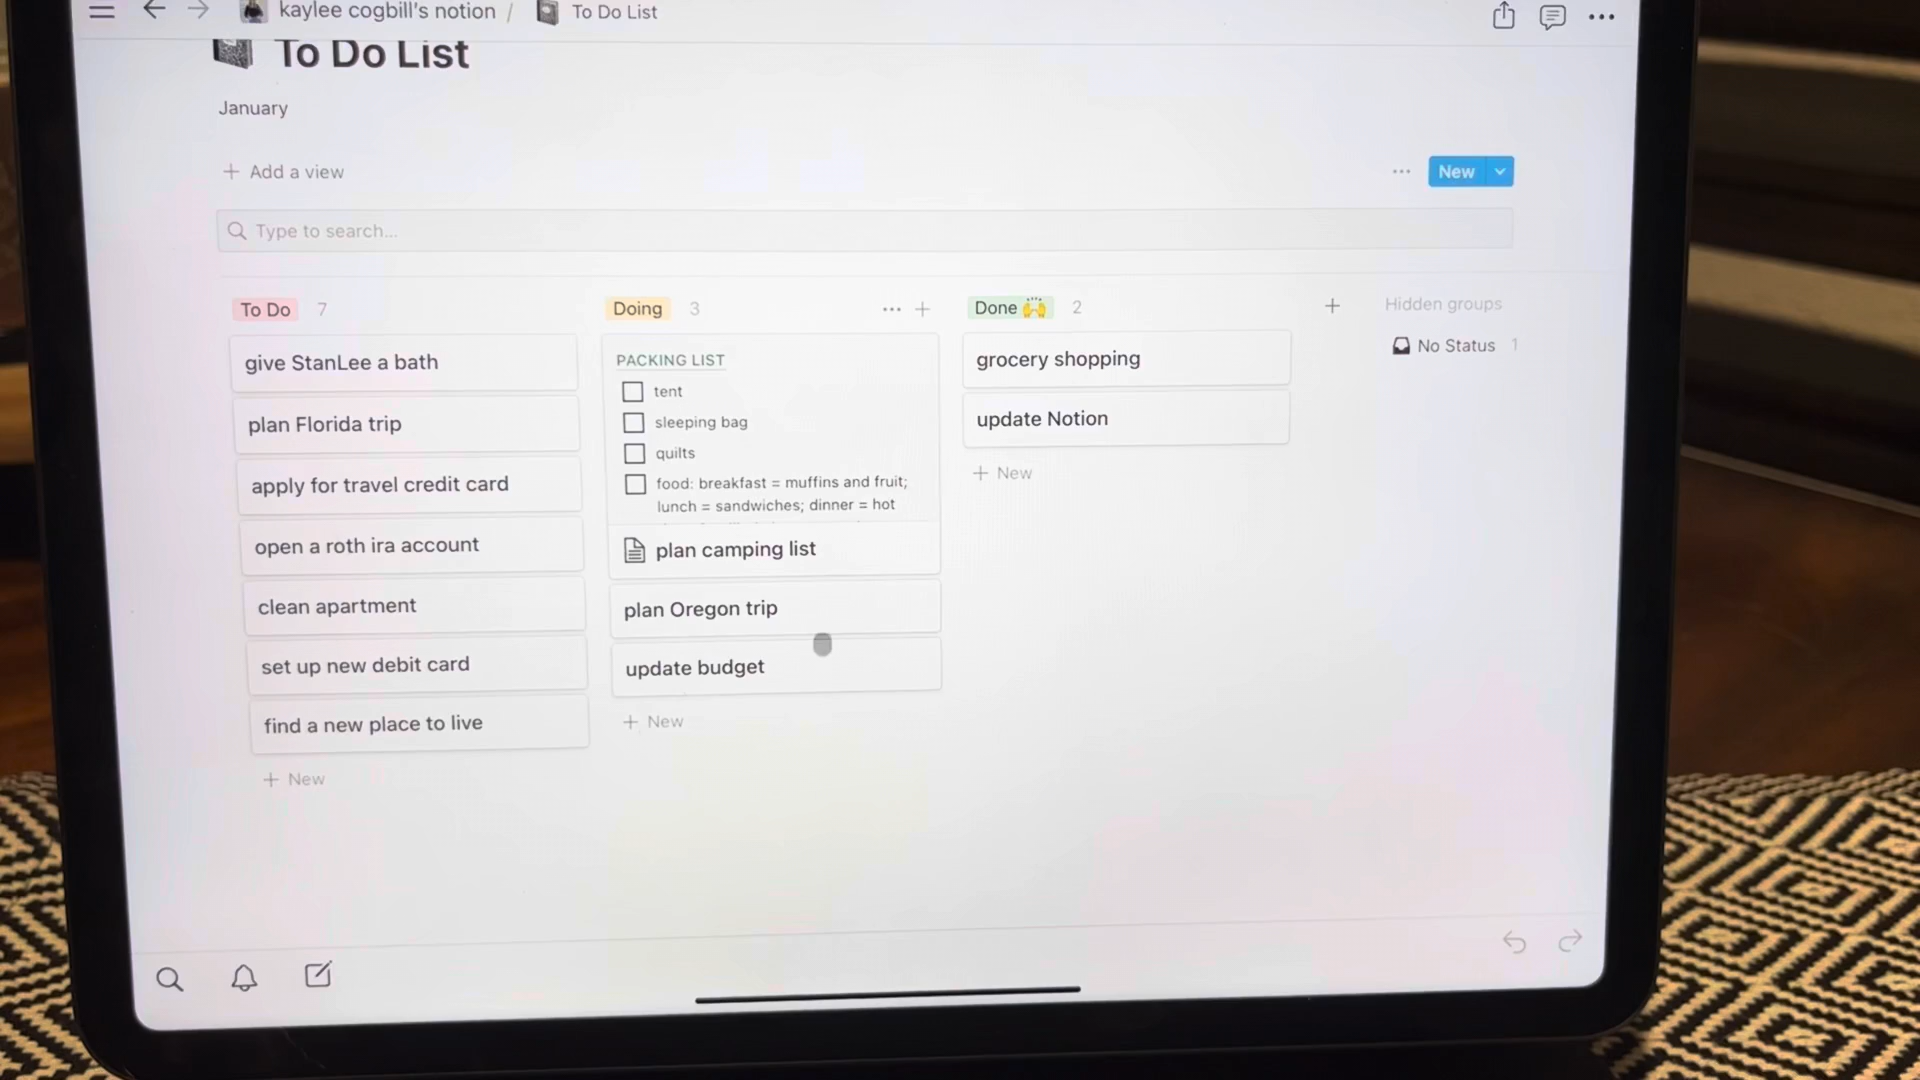 kaylee cogbill's notion / To Do List
To Do List
January
+ Add a view
New
Type to search...
To Do 7
give StanLee a bath
plan Florida trip
apply for travel credit card
open a roth ira account
clean apartment
set up new debit card
find a new place to live
+ New
Doing 3
PACKING LIST
tent
sleeping bag
quilts
food: breakfast = muffins and fruit;
lunch = sandwiches; dinner = hot
plan camping list
plan Oregon trip
update budget
+ New
Done 🙌 2
grocery shopping
update Notion
+ New
Hidden groups
No Status 1